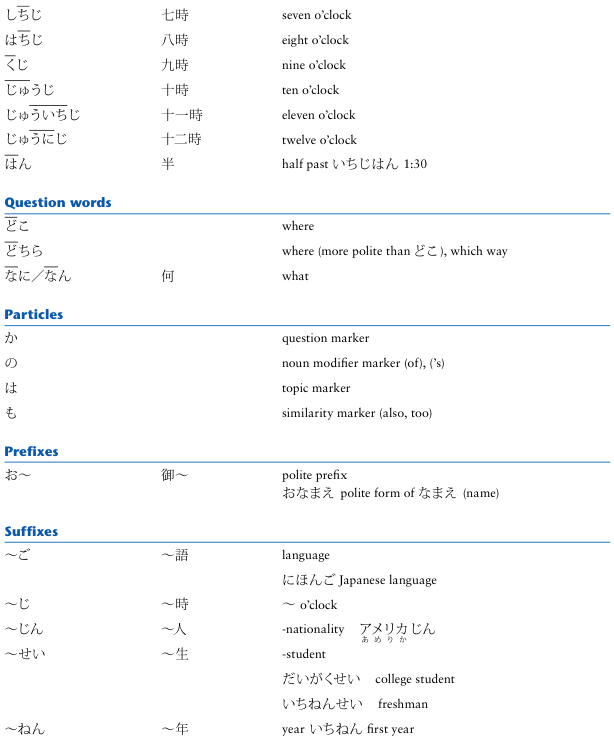 しちじ 七時 seven o'clock
はちじ 八時 eight o'clock
くじ 九時 nine o'clock
じゅうじ 十時 ten o'clock
じゅういちじ 十一時 eleven o'clock
じゅうにじ 十二時 twelve o'clock
はん 半 half past いちじはん 1:30
Question words
どこ where
どちら where (more polite than どこ), which way
なに／なん 何 what
Particles
か question marker
の noun modifier marker (of), ('s)
は topic marker
も similarity marker (also, too)
Prefixes
お〜 御〜 polite prefix
おなまえ polite form of なまえ (name)
Suffixes
〜ご 〜語 language
にほんご Japanese language
〜じ 〜時 〜 o'clock
〜じん 〜人 -nationality アメリカじん
あめりか
〜せい 〜生 -student
だいがくせい college student
いちねんせい freshman
〜ねん 〜年 year いちねん first year